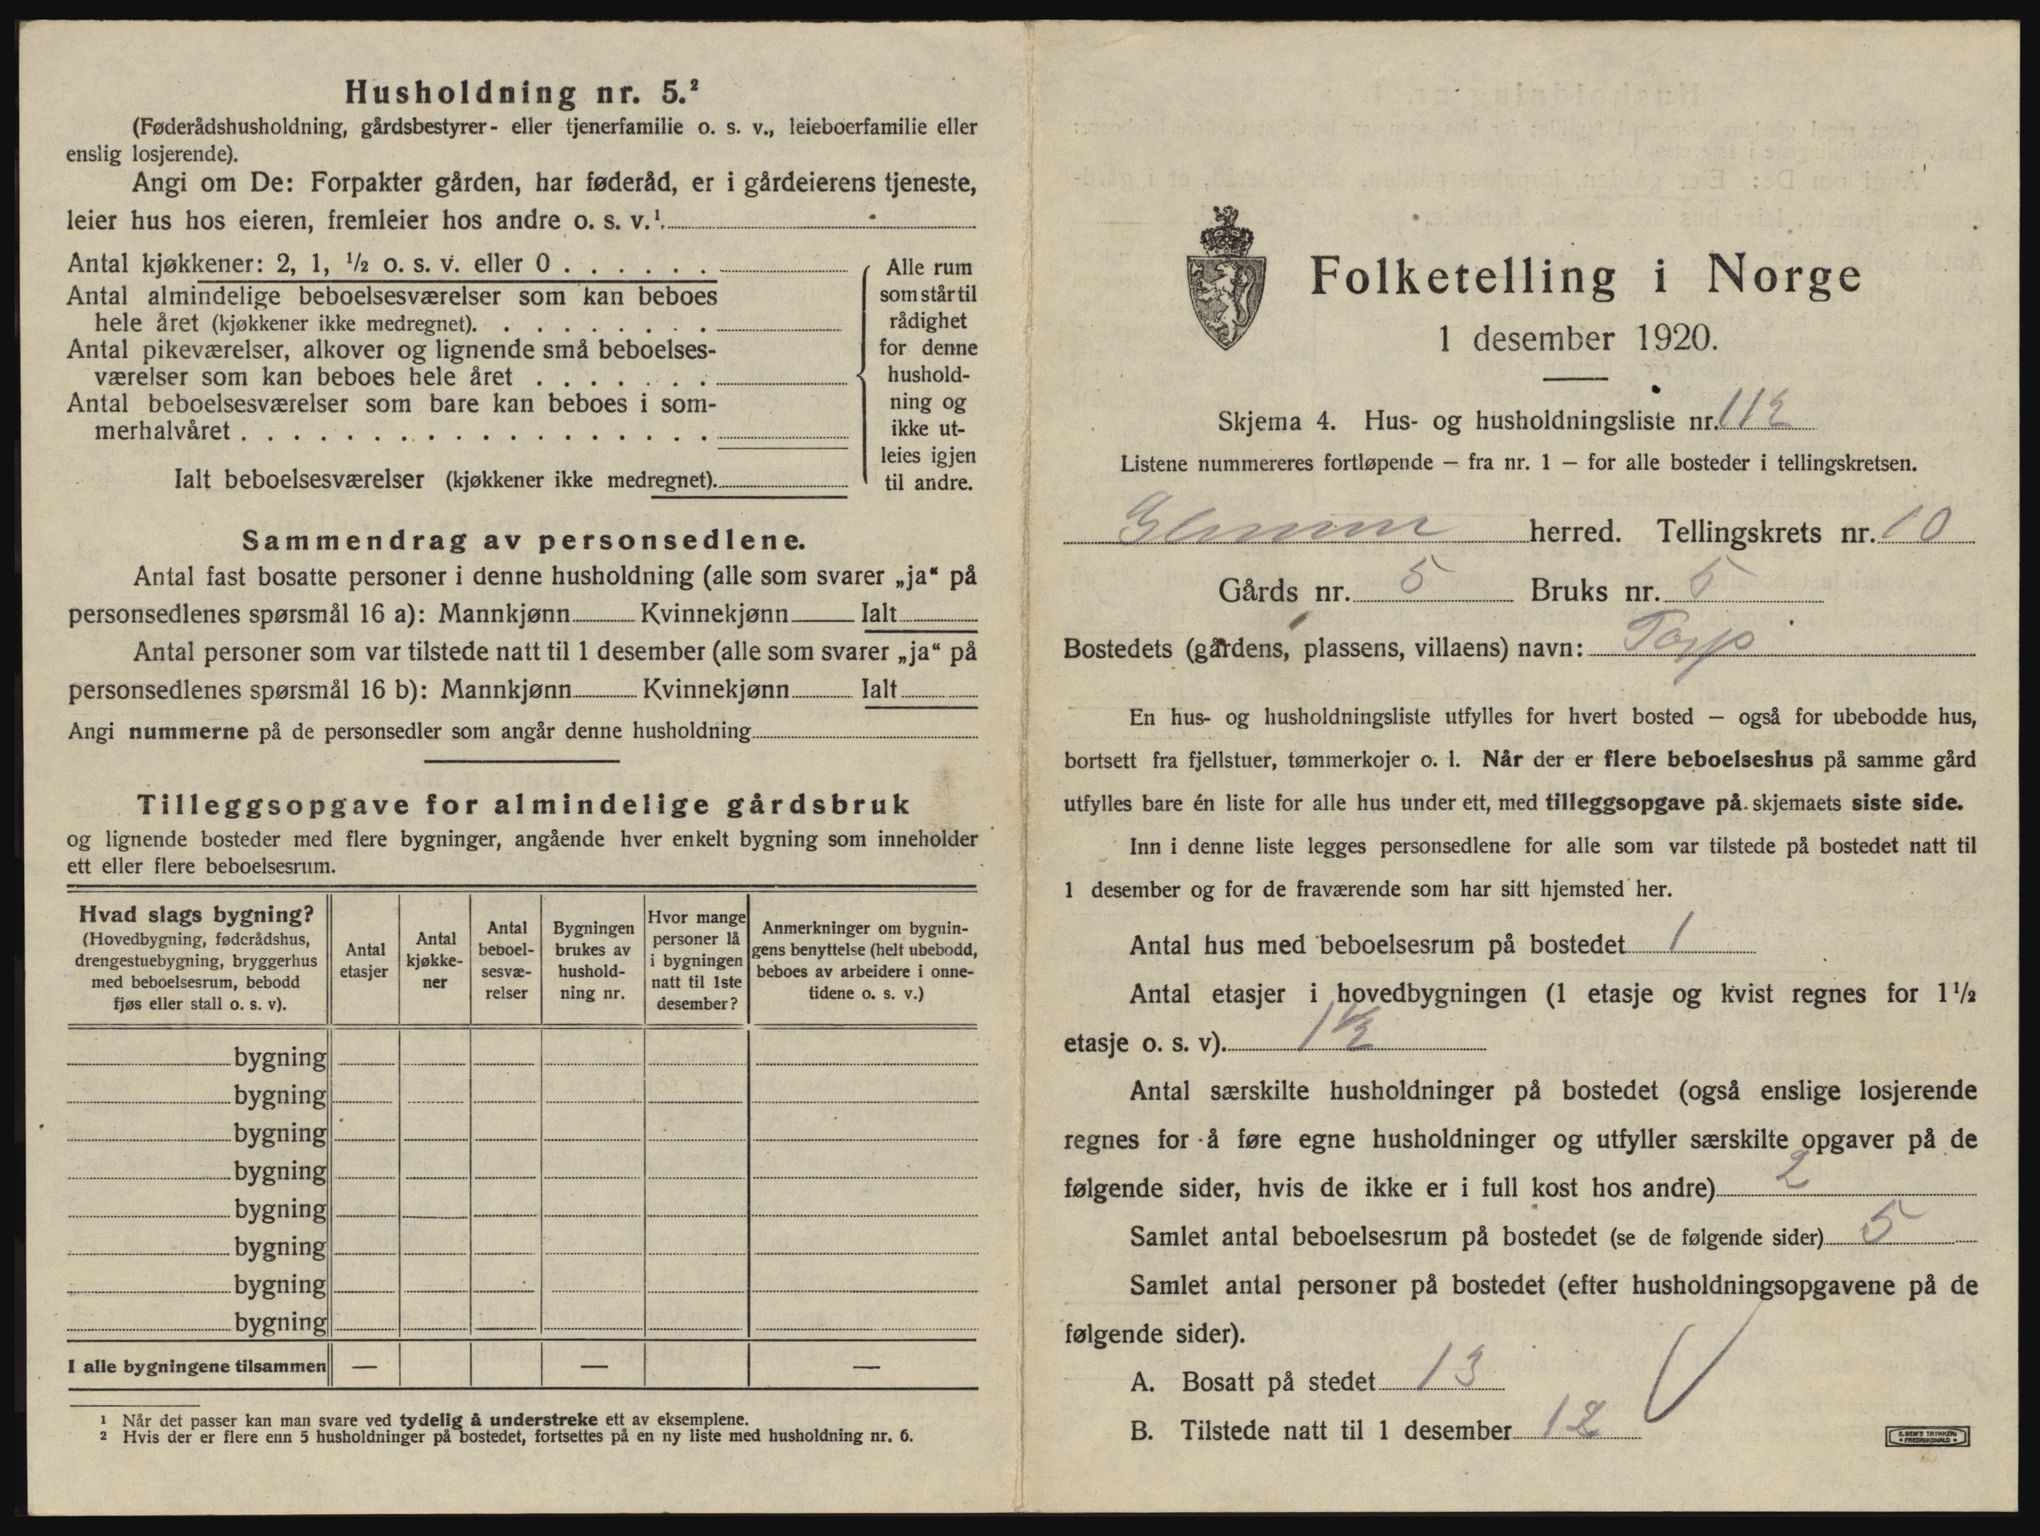 Husholdning nr. 5.²
(Føderådshusholdning, gårdsbestyrer- eller tjenerfamilie o. s. v., leieboerfamilie eller
enslig losjerende).
Angi om De: Forpakter gården, har føderåd, er i gårdeierens tjeneste,
leier hus hos eieren, fremleier hos andre o. s. v.¹.
Antal kjøkkener: 2, 1, ½ o. s. v. eller 0 . . . . . .
Antal almindelige beboelsesværelser som kan beboes
hele året (kjøkkener ikke medregnet). . . . . . . . .
Antal pikeværelser, alkover og lignende små beboelses-
værelser som kan beboes hele året . . . . . . .
Antal beboelsesværelser som bare kan beboes i som-
merhalvåret . . . . . . . . . . . . . . . . . .
Ialt beboelsesværelser (kjøkkener ikke medregnet).
Alle rum
som står til
rådighet
for denne
hushold-
ning og
ikke ut-
leies igjen
til andre.
Sammendrag av personsedlene.
Antal fast bosatte personer i denne husholdning (alle som svarer „ja“ på
personsedlenes spørsmål 16 a): Mannkjønn Kvinnekjønn Ialt
Antal personer som var tilstede natt til 1 desember (alle som svarer „ja“ på
personsedlenes spørsmål 16 b): Mannkjønn Kvinnekjønn Ialt
Angi nummerne på de personsedler som angår denne husholdning
Tilleggsopgave for almindelige gårdsbruk
og lignende bosteder med flere bygninger, angående hver enkelt bygning som inneholder
ett eller flere beboelsesrum.
Hvad slags bygning?
(Hovedbygning, føderådshus,
drengestuebygning, bryggerhus
med beboelsesrum, bebodd
fjøs eller stall o. s. v).
Antal
etasjer
Antal
kjøkke-
ner
Antal
beboel-
sesvæ-
relser
Bygningen
brukes av
hushold-
ning nr.
Hvor mange
personer lå
i bygningen
natt til 1ste
desember?
Anmerkninger om bygnin-
gens benyttelse (helt ubebodd,
beboes av arbeidere i onne-
tidene o. s. v.)
bygning
bygning
bygning
bygning
bygning
bygning
bygning
bygning
I alle bygningene tilsammen — — —
¹ Når det passer kan man svare ved tydelig å understreke ett av eksemplene.
² Hvis der er flere enn 5 husholdninger på bostedet, fortsettes på en ny liste med husholdning nr. 6.
Folketelling i Norge
1 desember 1920.
Skjema 4. Hus- og husholdningsliste nr. 112
Listene nummereres fortløpende — fra nr. 1 — for alle bosteder i tellingskretsen.
Glemmen herred. Tellingskrets nr. 10
Gårds nr. 5 Bruks nr. 5
Bostedets (gårdens, plassens, villaens) navn: Torp
En hus- og husholdningsliste utfylles for hvert bosted — også for ubebodde hus,
bortsett fra fjellstuer, tømmerkojer o. l. Når der er flere beboelseshus på samme gård
utfylles bare én liste for alle hus under ett, med tilleggsopgave på skjemaets siste side.
Inn i denne liste legges personsedlene for alle som var tilstede på bostedet natt til
1 desember og for de fraværende som har sitt hjemsted her.
Antal hus med beboelsesrum på bostedet 1
Antal etasjer i hovedbygningen (1 etasje og kvist regnes for 1½
etasje o. s. v). 1½
Antal særskilte husholdninger på bostedet (også enslige losjerende
regnes for å føre egne husholdninger og utfyller særskilte opgaver på de
følgende sider, hvis de ikke er i full kost hos andre) 2
Samlet antal beboelsesrum på bostedet (se de følgende sider) 5
Samlet antal personer på bostedet (efter husholdningsopgavene på de
følgende sider).
A. Bosatt på stedet 13
B. Tilstede natt til 1 desember 12